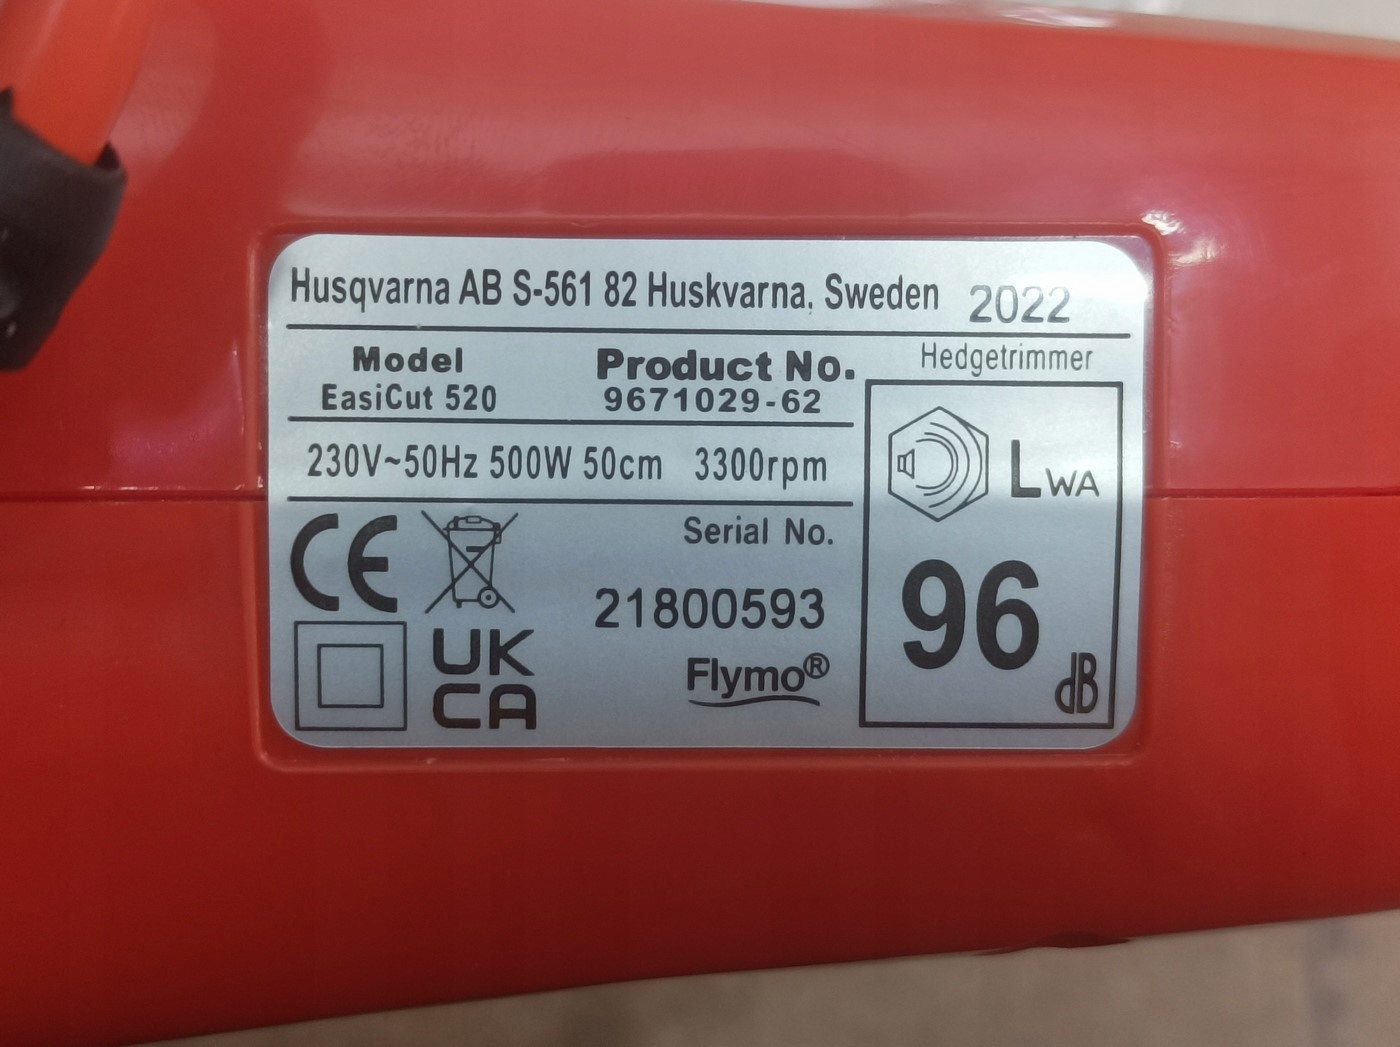 Husqvarna AB S-561 82 Huskvarna, Sweden 2022
Hedgetrimmer
Model Product No.
EasiCut 520 9671029-62
230V~50Hz 500W 50cm 3300rpm
LWA
CE
Serial No.
21800593
96
dB
UK
CA
Flymo®